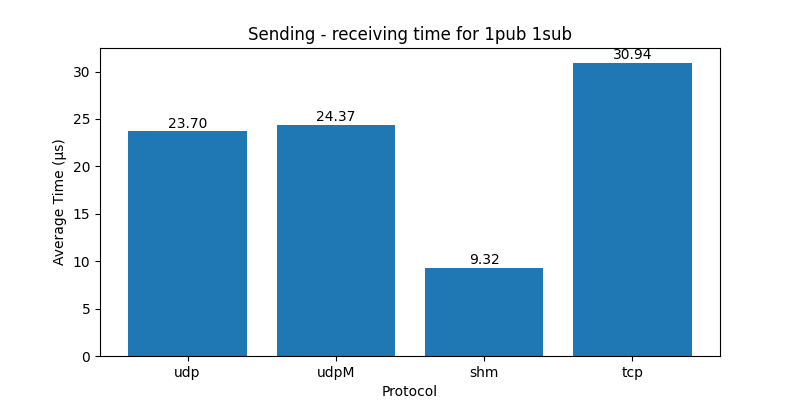 Sending - receiving time for 1pub 1sub
30.94
24.37
23.70
9.32
Average Time (µs)
30
25
20
15
10
5
0
udp udpM shm tcp
Protocol